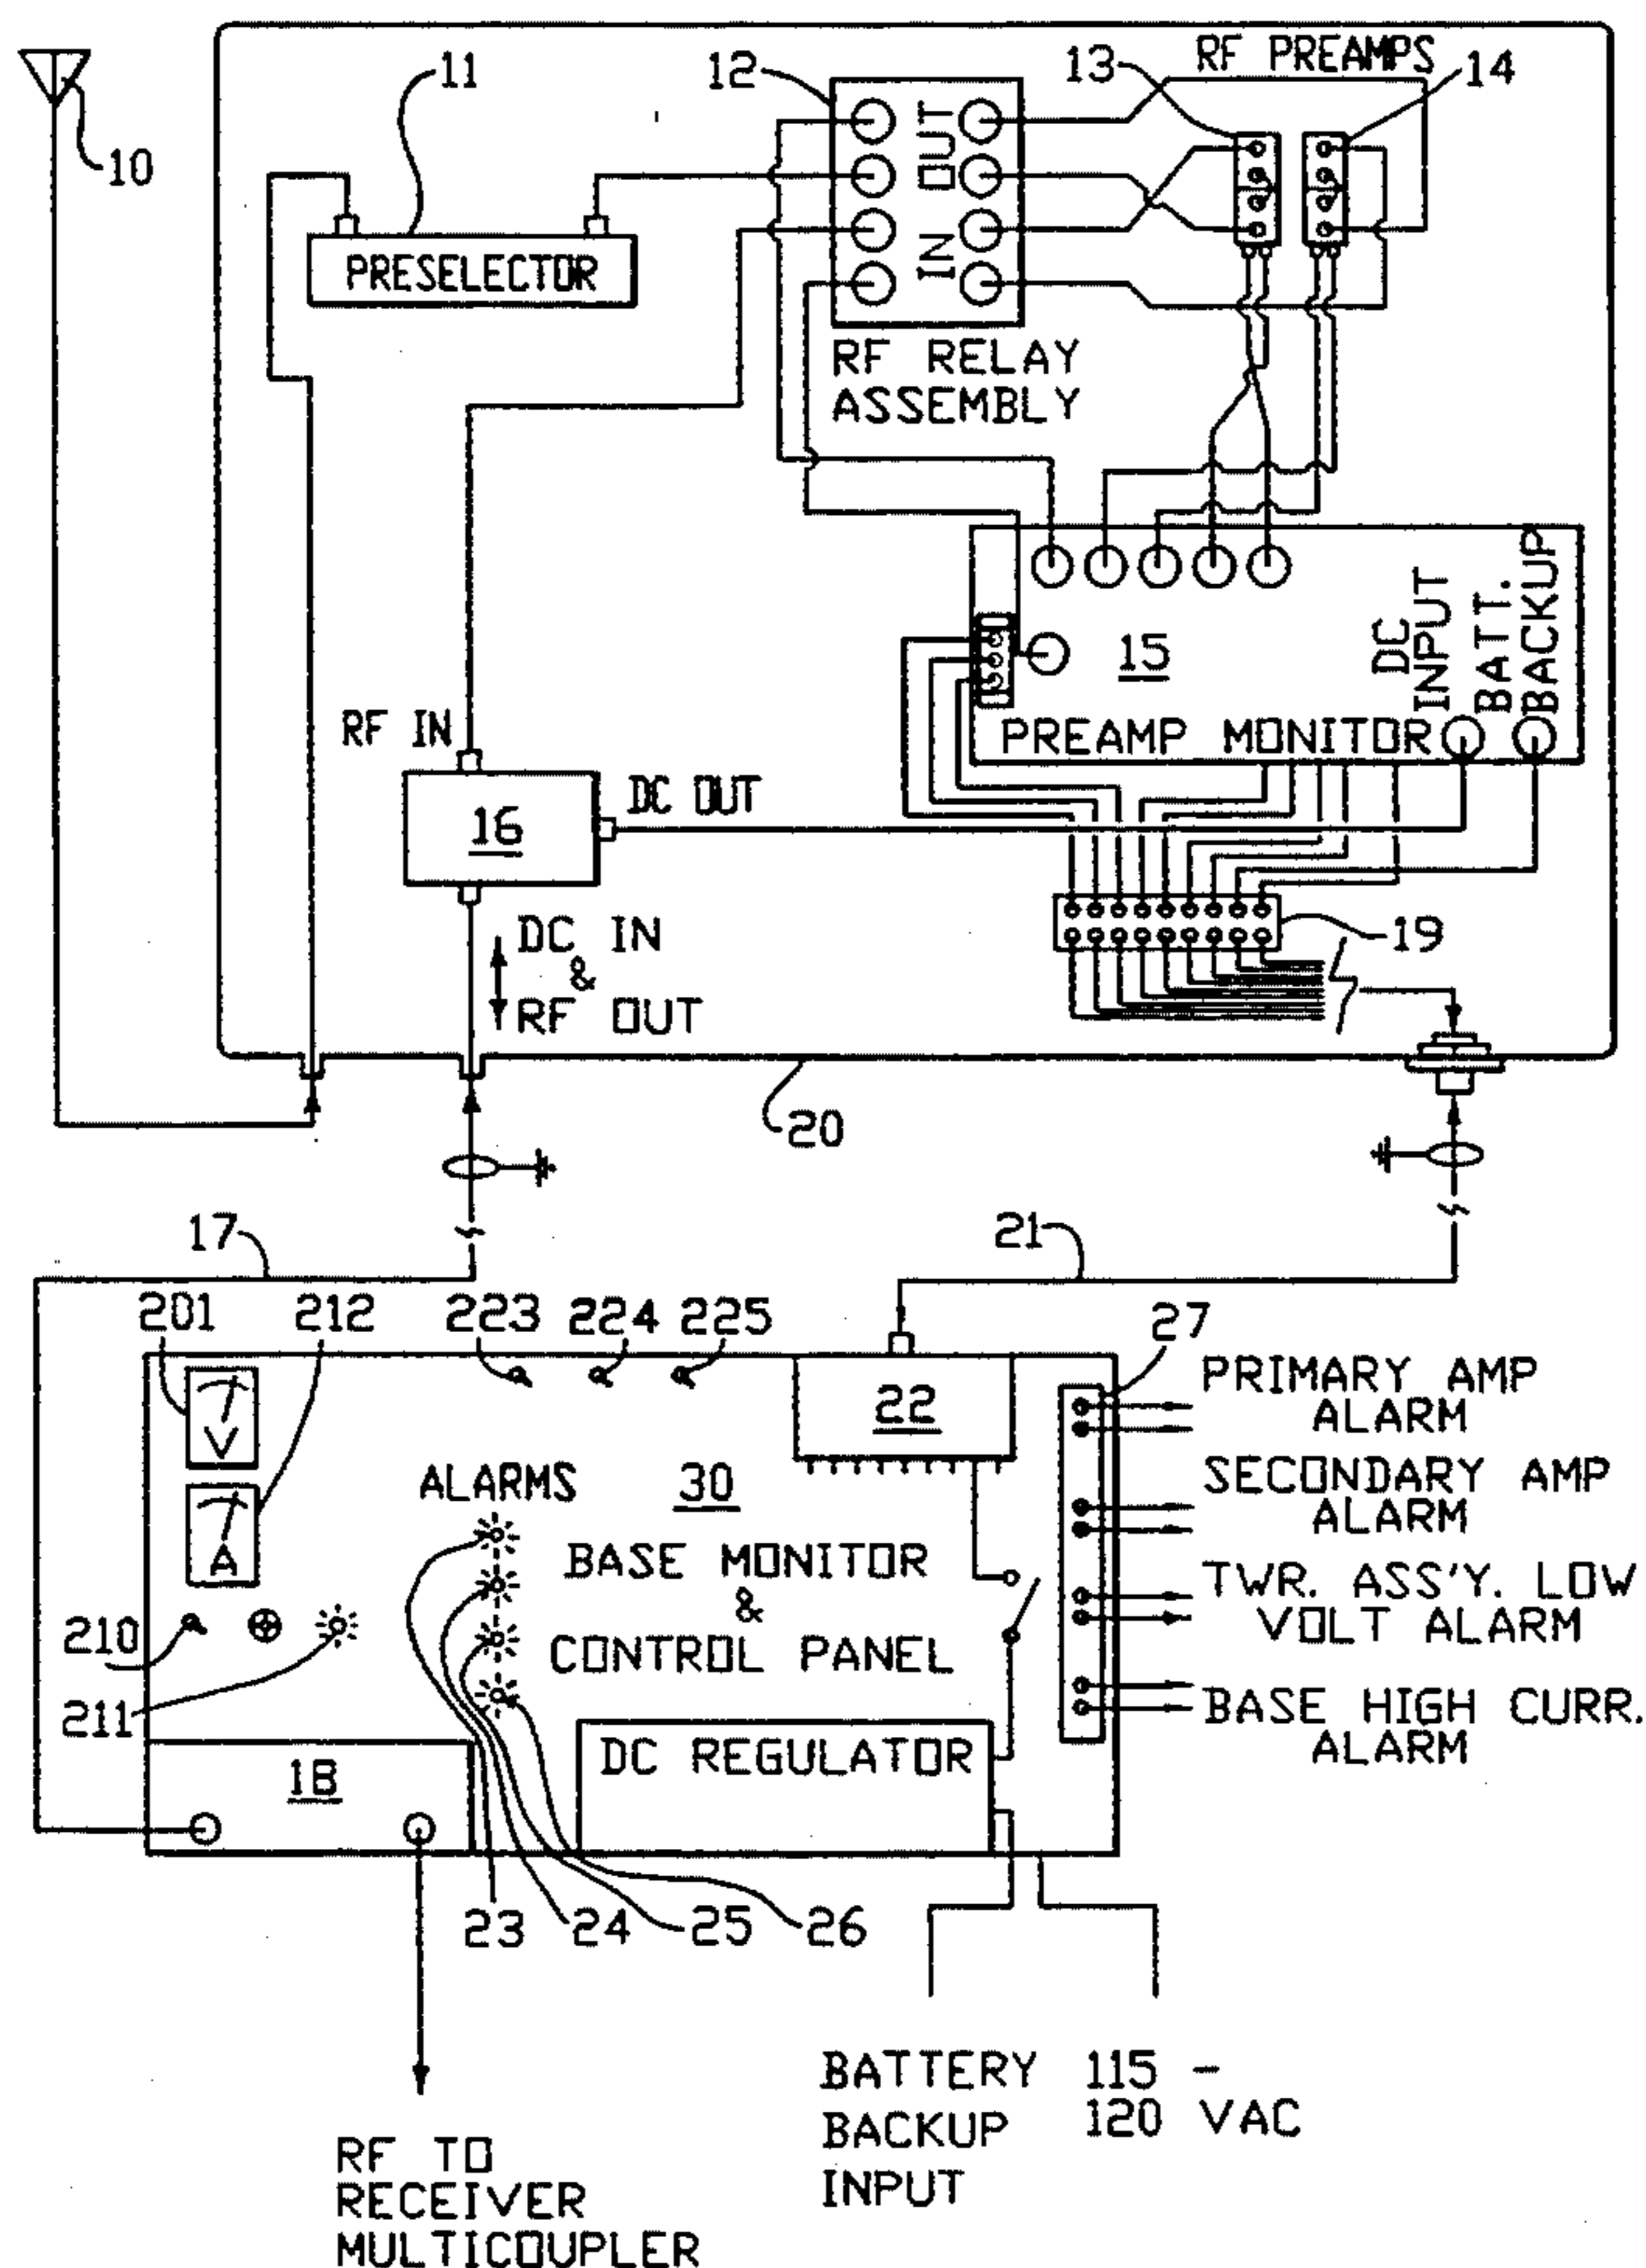 10
11
12
13
RF PREAMPS
14
PRESELECTOR
OUT
IN
RF RELAY
ASSEMBLY
15
DC
INPUT
BATT.
BACKUP
PREAMP MONITOR
RF IN
16
DC OUT
DC IN
&
RF OUT
19
20
17
21
201
212
223
224
225
27
V
A
22
ALARMS
30
BASE MONITOR
&
CONTROL PANEL
210
211
18
DC REGULATOR
PRIMARY AMP
ALARM
SECONDARY AMP
ALARM
TWR. ASS'Y. LOW
VOLT ALARM
BASE HIGH CURR.
ALARM
23
24
25
26
BATTERY
BACKUP
INPUT
115 -
120 VAC
RF TO
RECEIVER
MULTICOUPLER